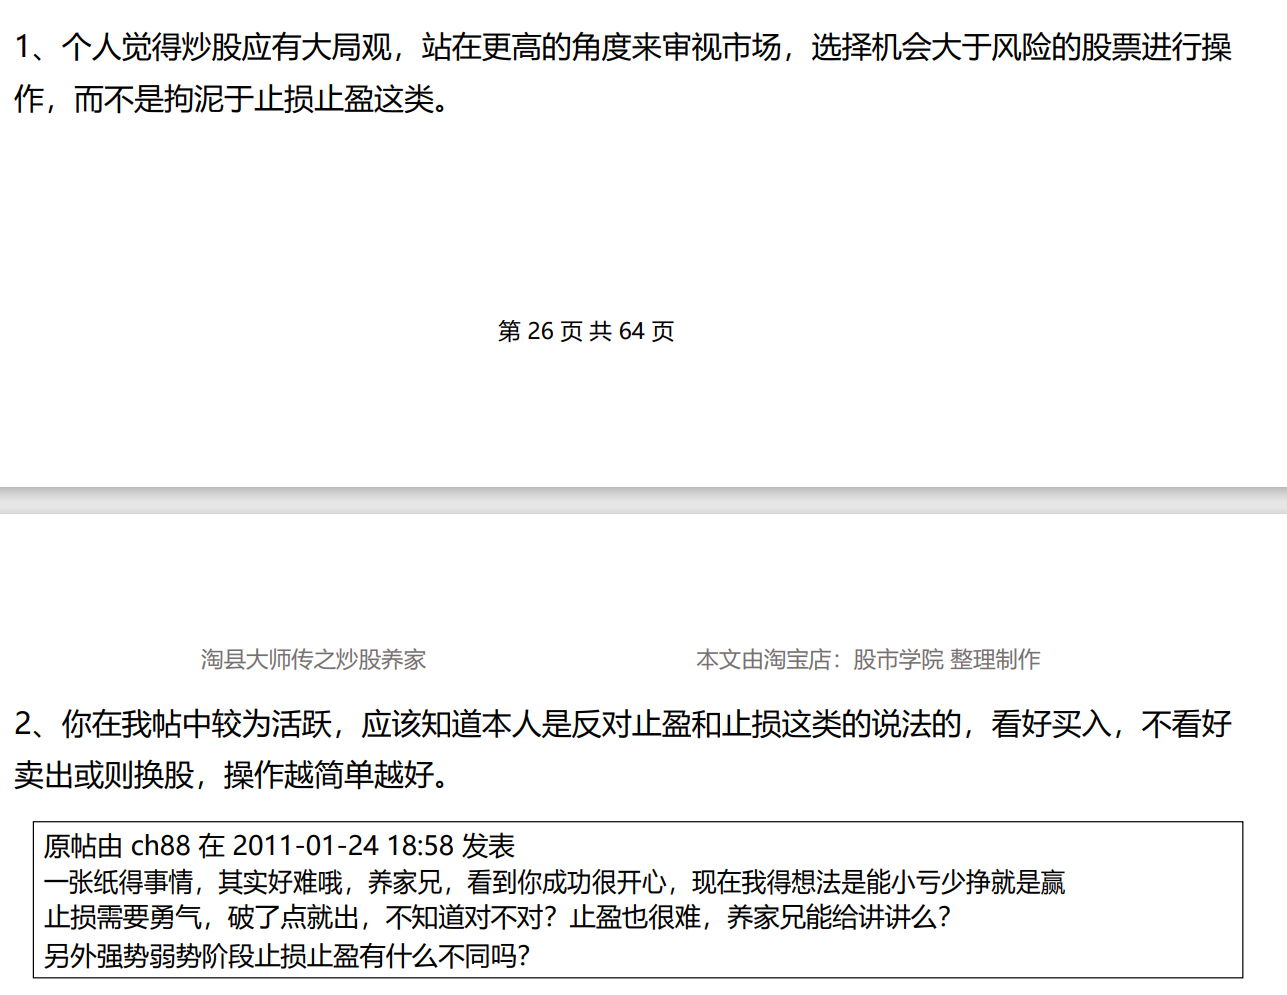 1、个人觉得炒股应有大局观，站在更高的角度来审视市场，选择机会大于风险的股票进行操
作，而不是拘泥于止损止盈这类。
第 26 页 共 64 页
淘县大师传之炒股养家 本文由淘宝店：股市学院 整理制作
2、你在我帖中较为活跃，应该知道本人是反对止盈和止损这类的说法的，看好买入，不看好
卖出或则换股，操作越简单越好。
原帖由 ch88 在 2011-01-24 18:58 发表
一张纸得事情，其实好难哦，养家兄，看到你成功很开心，现在我得想法是能小亏少挣就是赢
止损需要勇气，破了点就出，不知道对不对？止盈也很难，养家兄能给讲讲么？
另外强势弱势阶段止损止盈有什么不同吗？